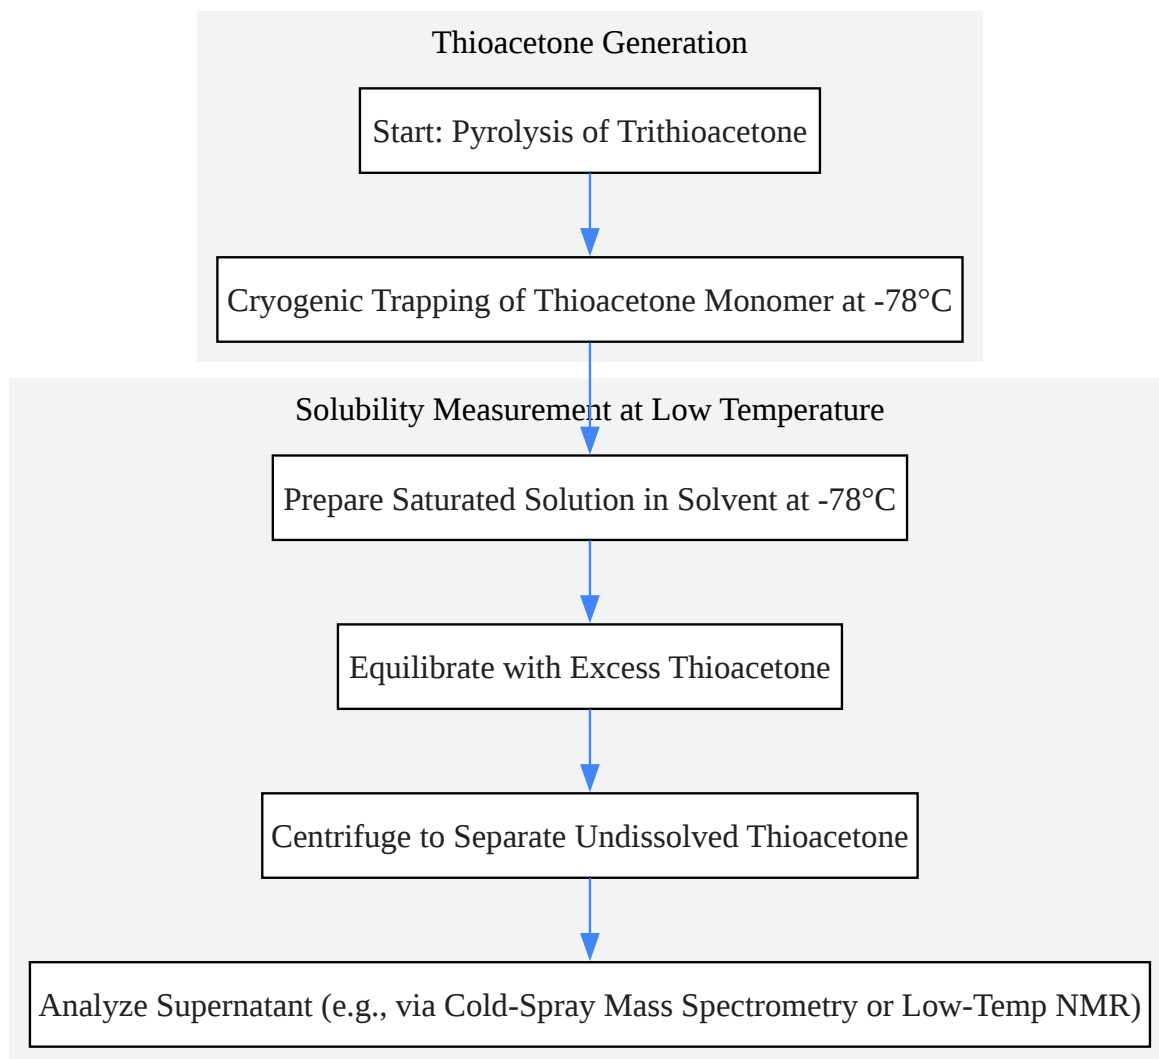 Thioacetone Generation
Start: Pyrolysis of Trithioacetone
Cryogenic Trapping of Thioacetone Monomer at -78°C
Solubility Measurement at Low Temperature
Prepare Saturated Solution in Solvent at -78°C
Equilibrate with Excess Thioacetone
Centrifuge to Separate Undissolved Thioacetone
Analyze Supernatant (e.g., via Cold-Spray Mass Spectrometry or Low-Temp NMR)